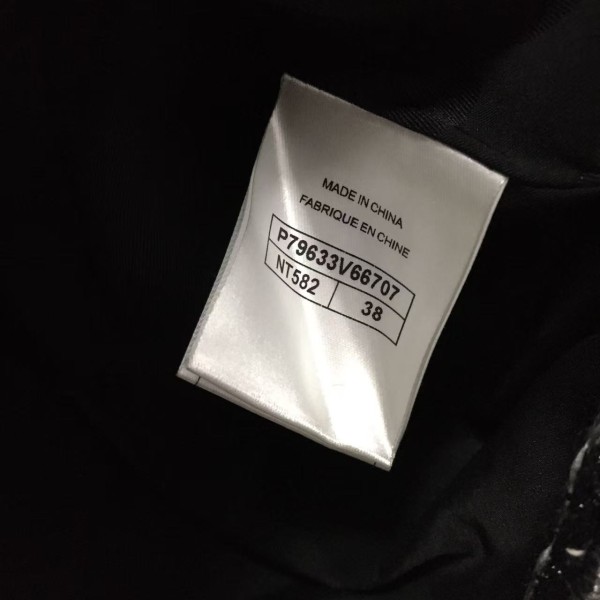 MADE IN CHINA
FABRIQUE EN CHINE
P79633V66707
NT582 38